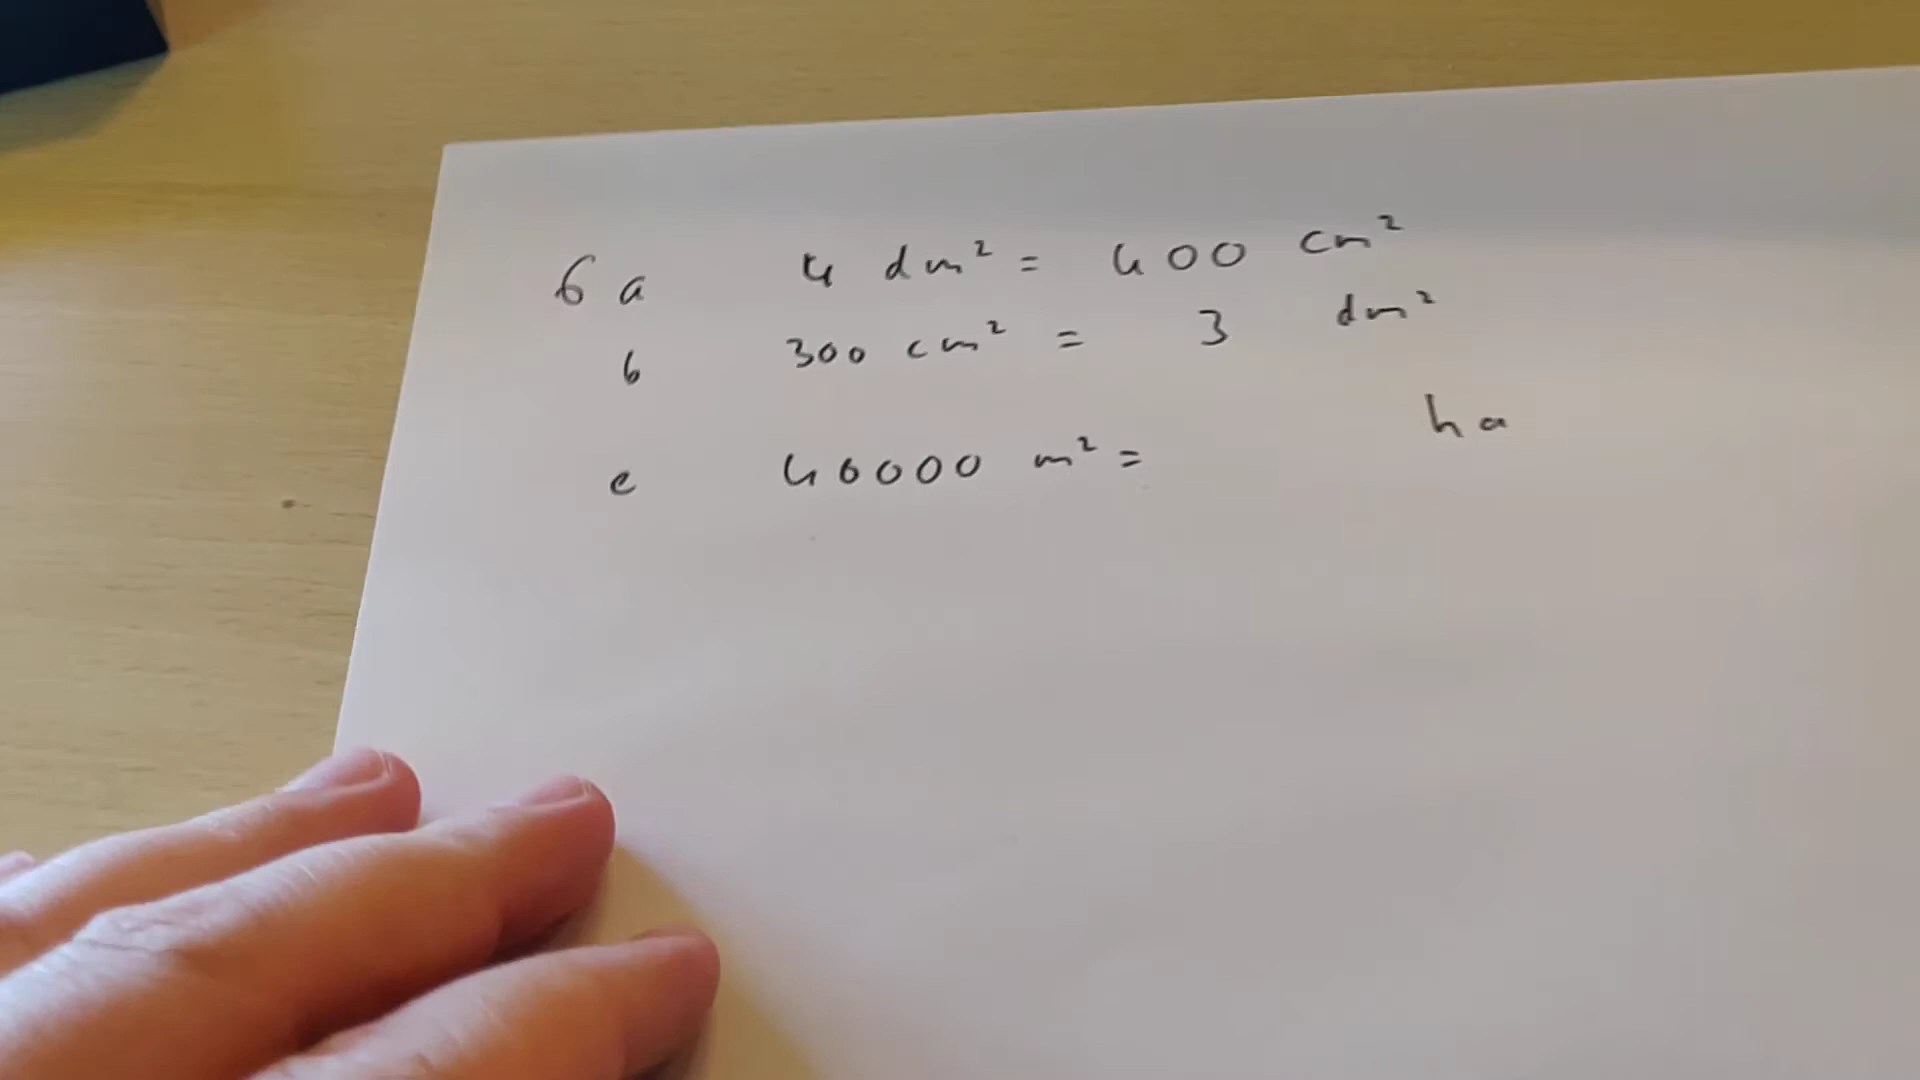 6 a 4 dm² = 400 cm²
b 300 cm² = 3 dm²
e 40000 m² = ha